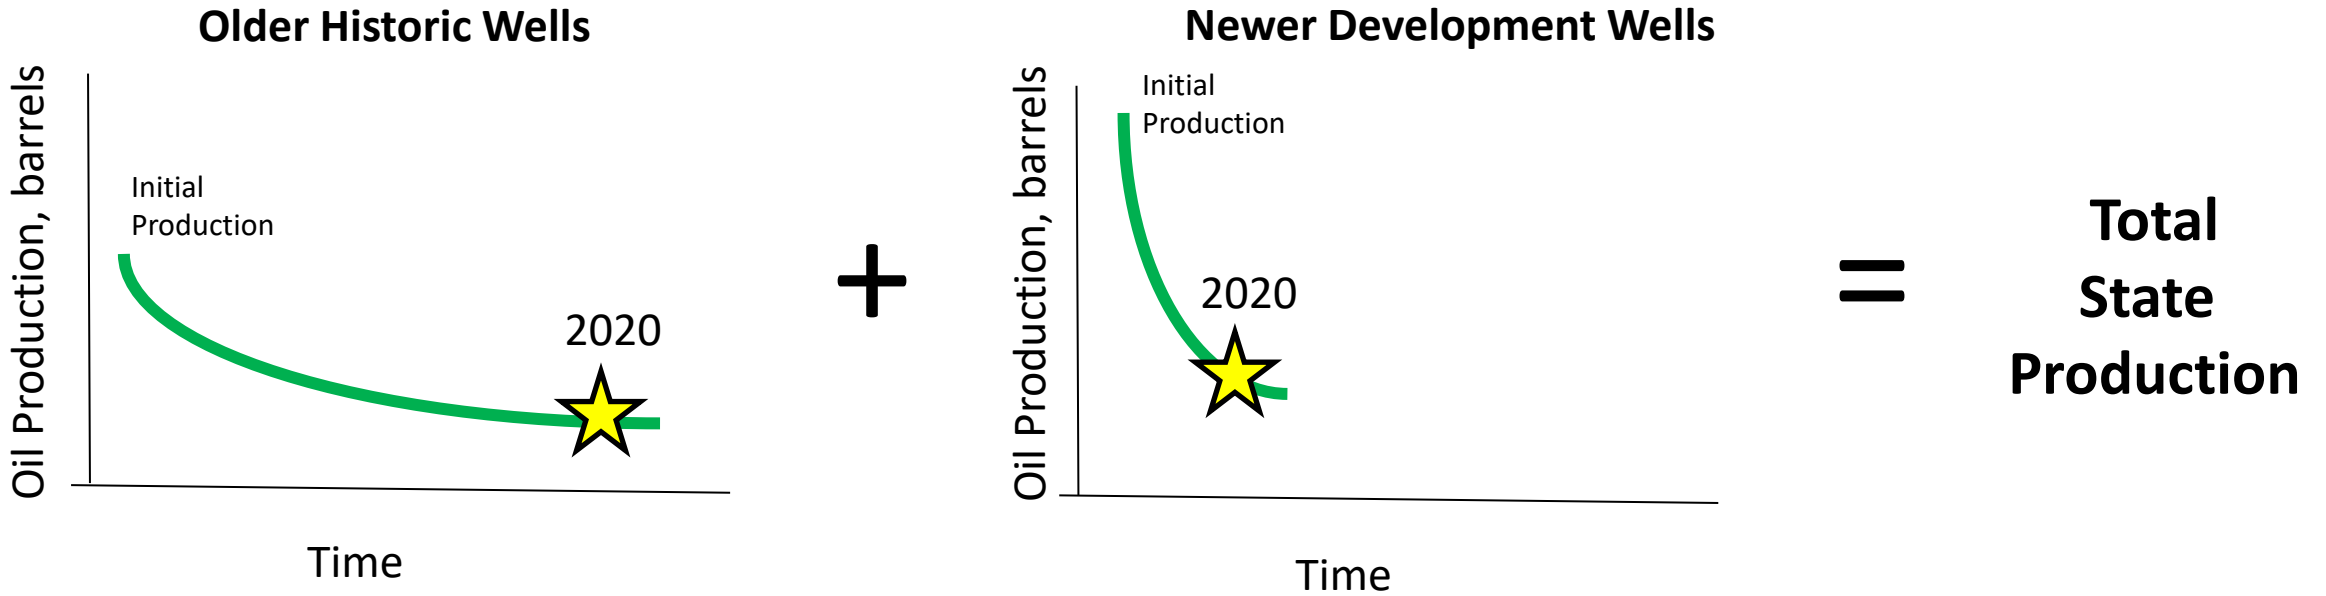 Older Historic Wells
Oil Production, barrels
Initial
Production
2020
Time
+
Newer Development Wells
Oil Production, barrels
Initial
Production
2020
Time
=
Total
State
Production